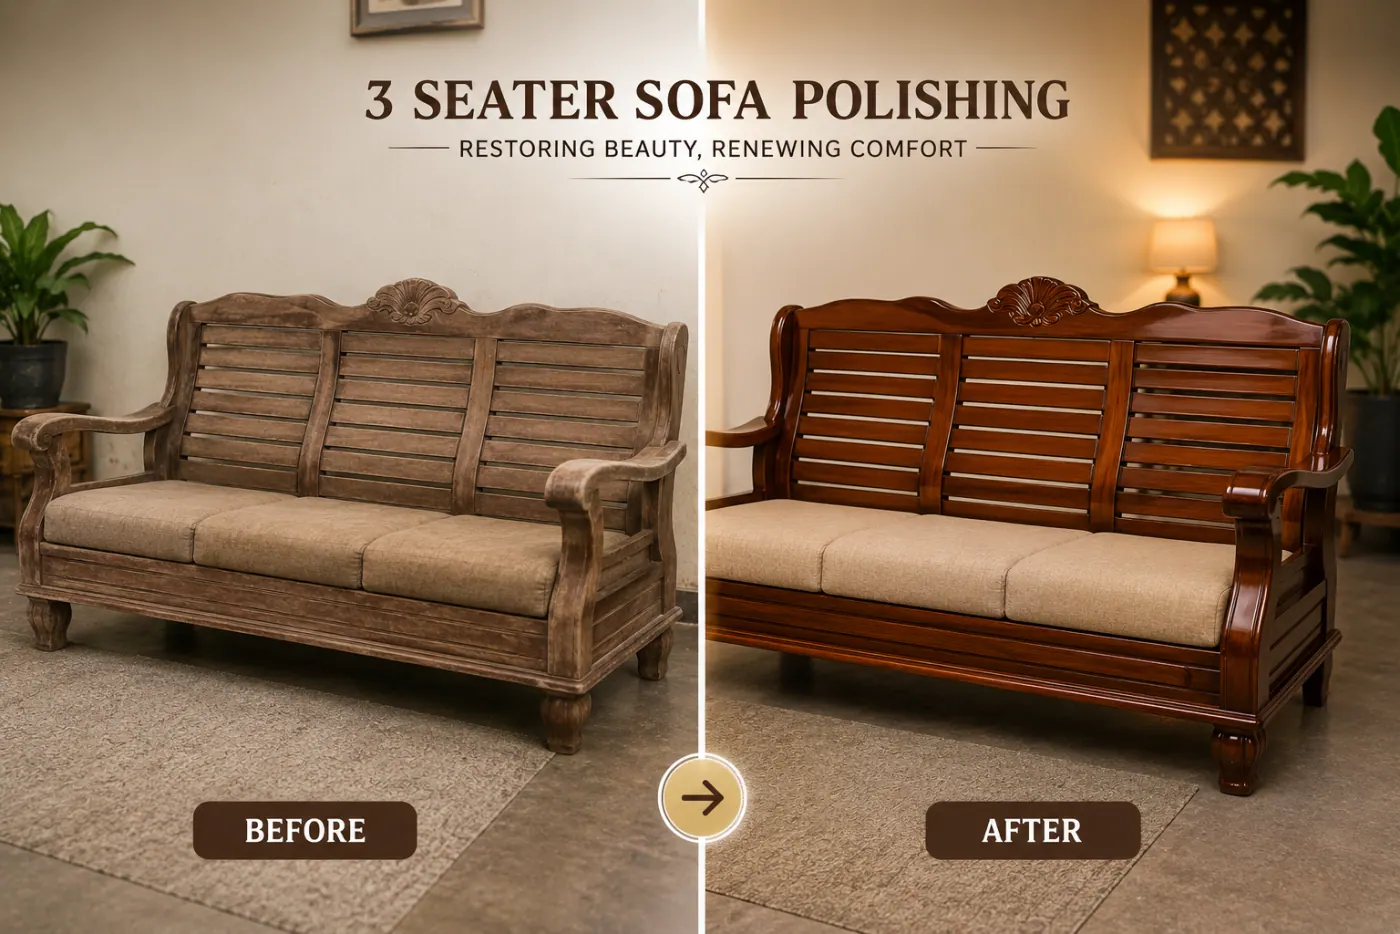 3 SEATER SOFA POLISHING
RESTORING BEAUTY, RENEWING COMFORT
BEFORE
AFTER